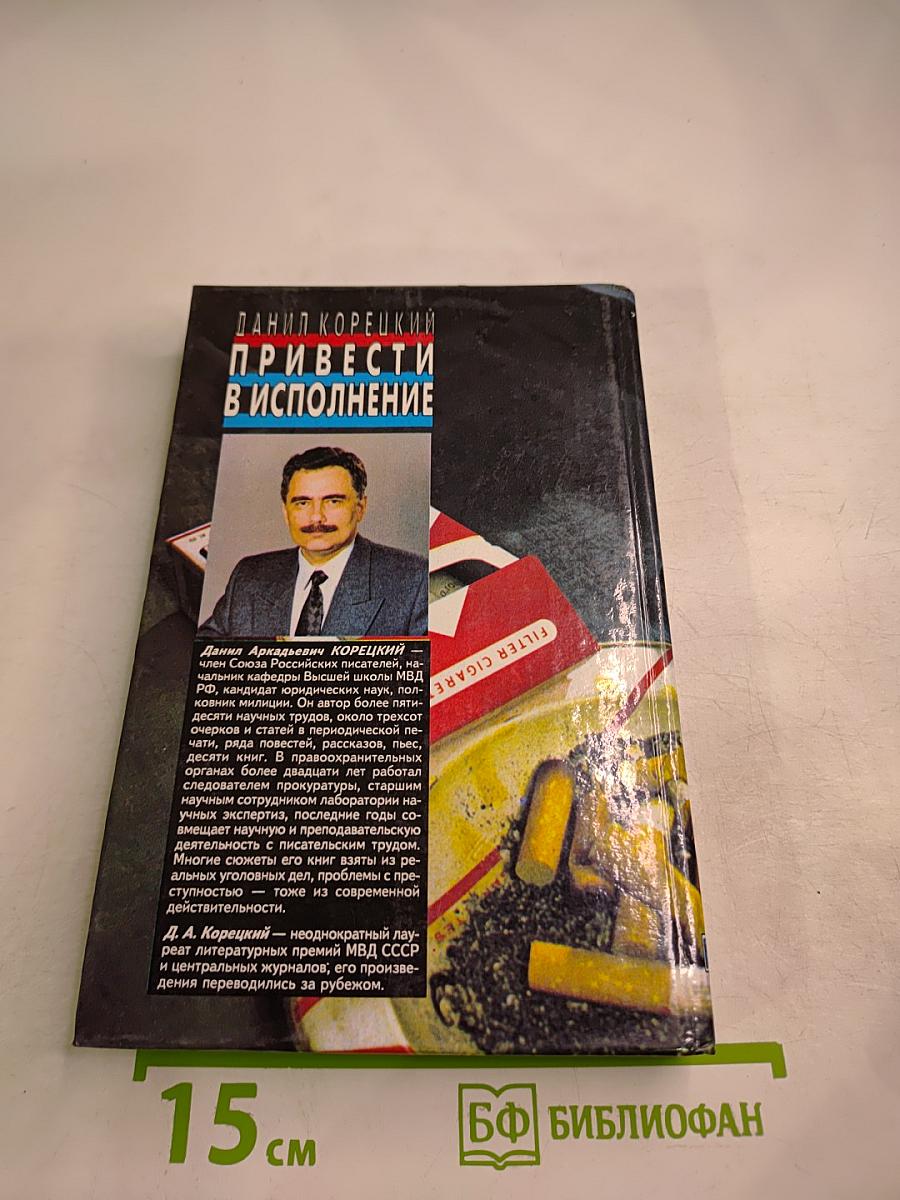 ДАНИЛ КОРЕЦКИЙ
ПРИВЕСТИ
В ИСПОЛНЕНИЕ
FILTER CIGARE
Данил Аркадьевич КОРЕЦКИЙ —
член Союза Российских писателей, на-
чальник кафедры Высшей школы МВД
РФ, кандидат юридических наук, пол-
ковник милиции. Он автор более пяти-
десяти научных трудов, около трехсот
очерков и статей в периодической пе-
чати, ряда повестей, рассказов, пьес,
десяти книг. В правоохранительных
органах более двадцати лет работал
следователем прокуратуры, старшим
научным сотрудником лаборатории на-
учных экспертиз, последние годы со-
вмещает научную и преподавательскую
деятельность с писательским трудом.
Многие сюжеты его книг взяты из ре-
альных уголовных дел, проблемы с пре-
ступностью — тоже из современной
действительности.
Д. А. Корецкий — неоднократный лау-
реат литературных премий МВД СССР
и центральных журналов; его произве-
дения переводились за рубежом.
15 см
БФ БИБЛИОФАН